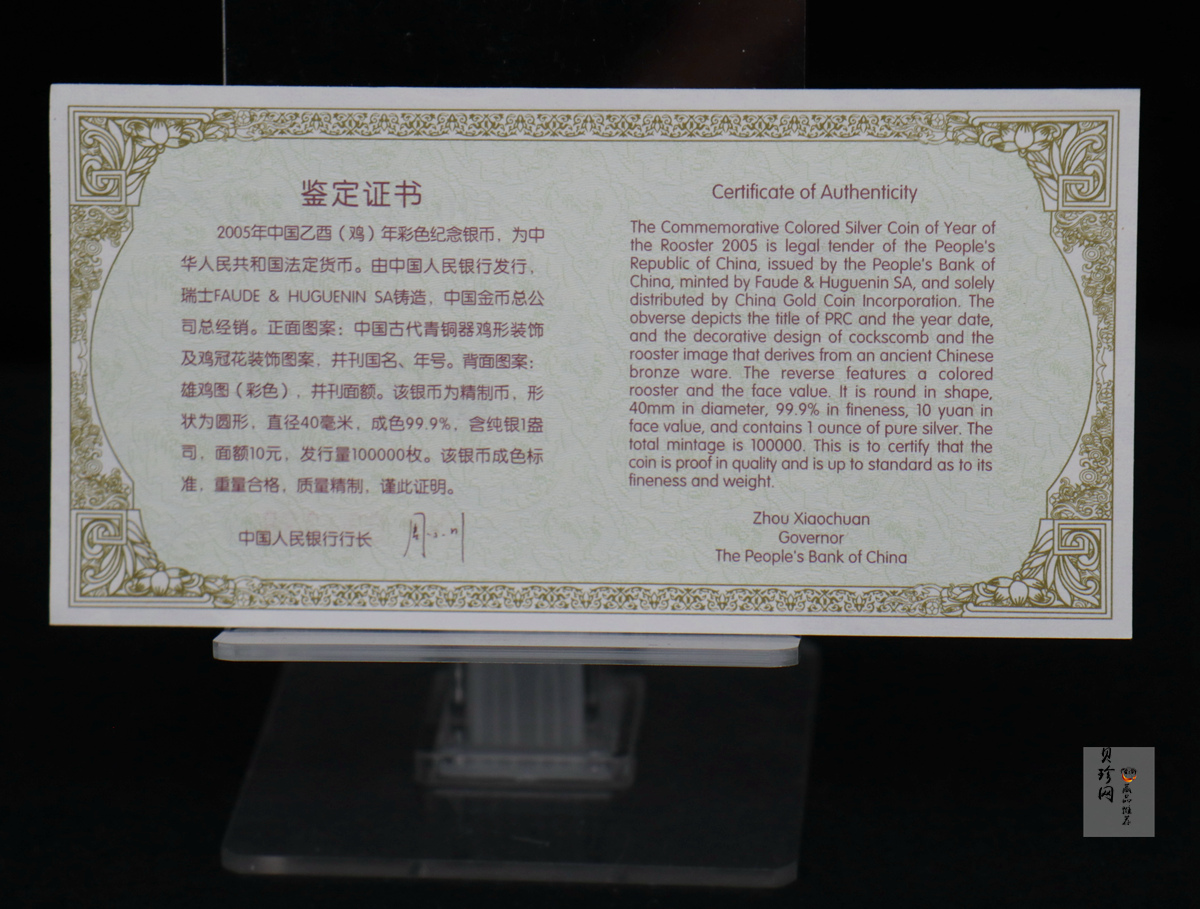 鉴定证书
2005年中国乙酉（鸡）年彩色纪念银币，为中
华人民共和国法定货币。由中国人民银行发行，
瑞士FAUDE & HUGUENIN SA铸造，中国金币总公
司总经销。正面图案：中国古代青铜器鸡形装饰
及鸡冠花装饰图案，并刊国名、年号。背面图案：
雄鸡图（彩色），并刊面额。该银币为精制币，形
状为圆形，直径40毫米，成色99.9%，含纯银1盎
司，面额10元，发行量100000枚。该银币成色标
准，重量合格，质量精制，谨此证明。
中国人民银行行长
Certificate of Authenticity
The Commemorative Colored Silver Coin of Year of
the Rooster 2005 is legal tender of the People's
Republic of China, issued by the People's Bank of
China, minted by Faude & Huguenin SA, and solely
distributed by China Gold Coin Incorporation. The
obverse depicts the title of PRC and the year date,
and the decorative design of cockscomb and the
rooster image that derives from an ancient Chinese
bronze ware. The reverse features a colored
rooster and the face value. It is round in shape,
40mm in diameter, 99.9% in fineness, 10 yuan in
face value, and contains 1 ounce of pure silver. The
total mintage is 100000. This is to certify that the
coin is proof in quality and is up to standard as to its
fineness and weight.
Zhou Xiaochuan
Governor
The People's Bank of China
贝珍网
藏品推荐